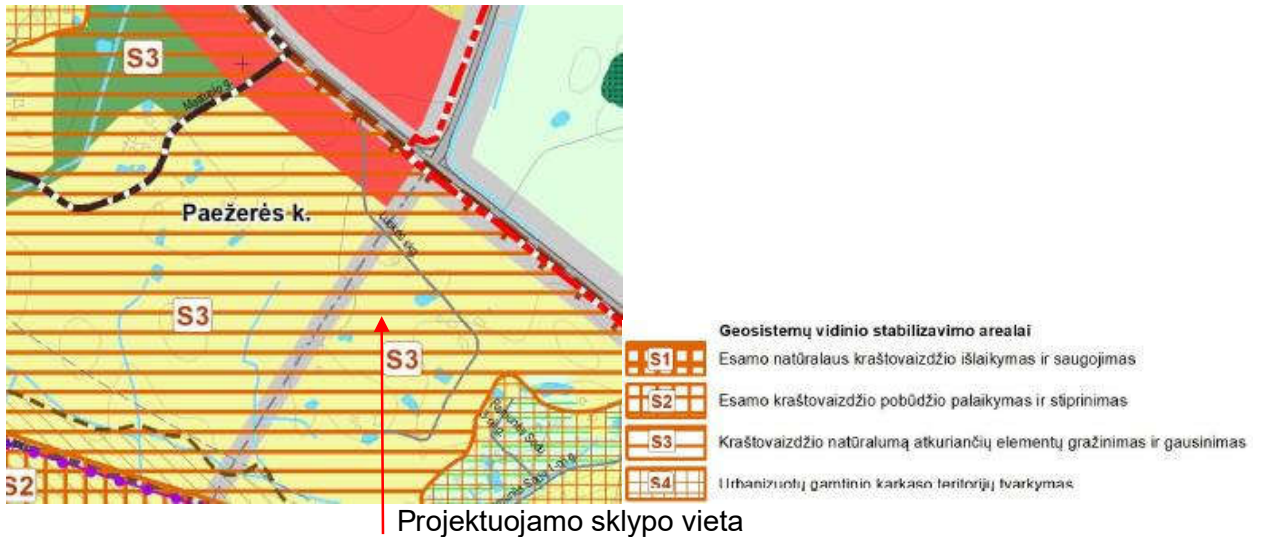 S3
Paežerės k.
S3
S3
S2
Geosistemų vidinio stabilizavimo arealai
S1 Esamo natūralaus kraštovaizdžio išlaikymas ir saugojimas
S2 Esamo kraštovaizdžio pobūdžio palaikymas ir stiprinimas
S3 Kraštovaizdžio natūralumą atkuriančių elementų gražinimas ir gausinimas
S4 Urbanizuotų gamtinio karkaso teritorijų tvarkymas
Projektuojamo sklypo vieta